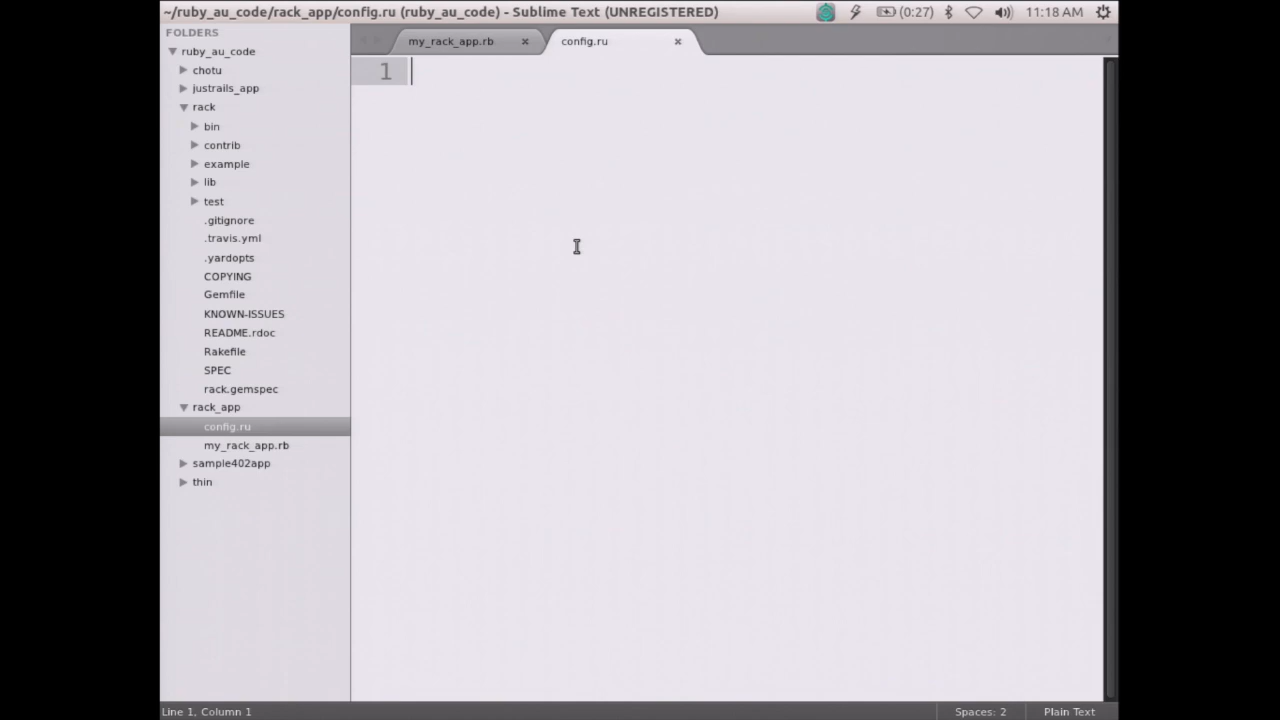 ~/ruby_au_code/rack_app/config.ru (ruby_au_code) - Sublime Text (UNREGISTERED) (0:27) 11:18 AM
FOLDERS
my_rack_app.rb × config.ru ×
ruby_au_code
chotu
justrails_app
rack
bin
contrib
example
lib
test
.gitignore
.travis.yml
.yardopts
COPYING
Gemfile
KNOWN-ISSUES
README.rdoc
Rakefile
SPEC
rack.gemspec
rack_app
config.ru
my_rack_app.rb
sample402app
thin
1
Line 1, Column 1 Spaces: 2 Plain Text